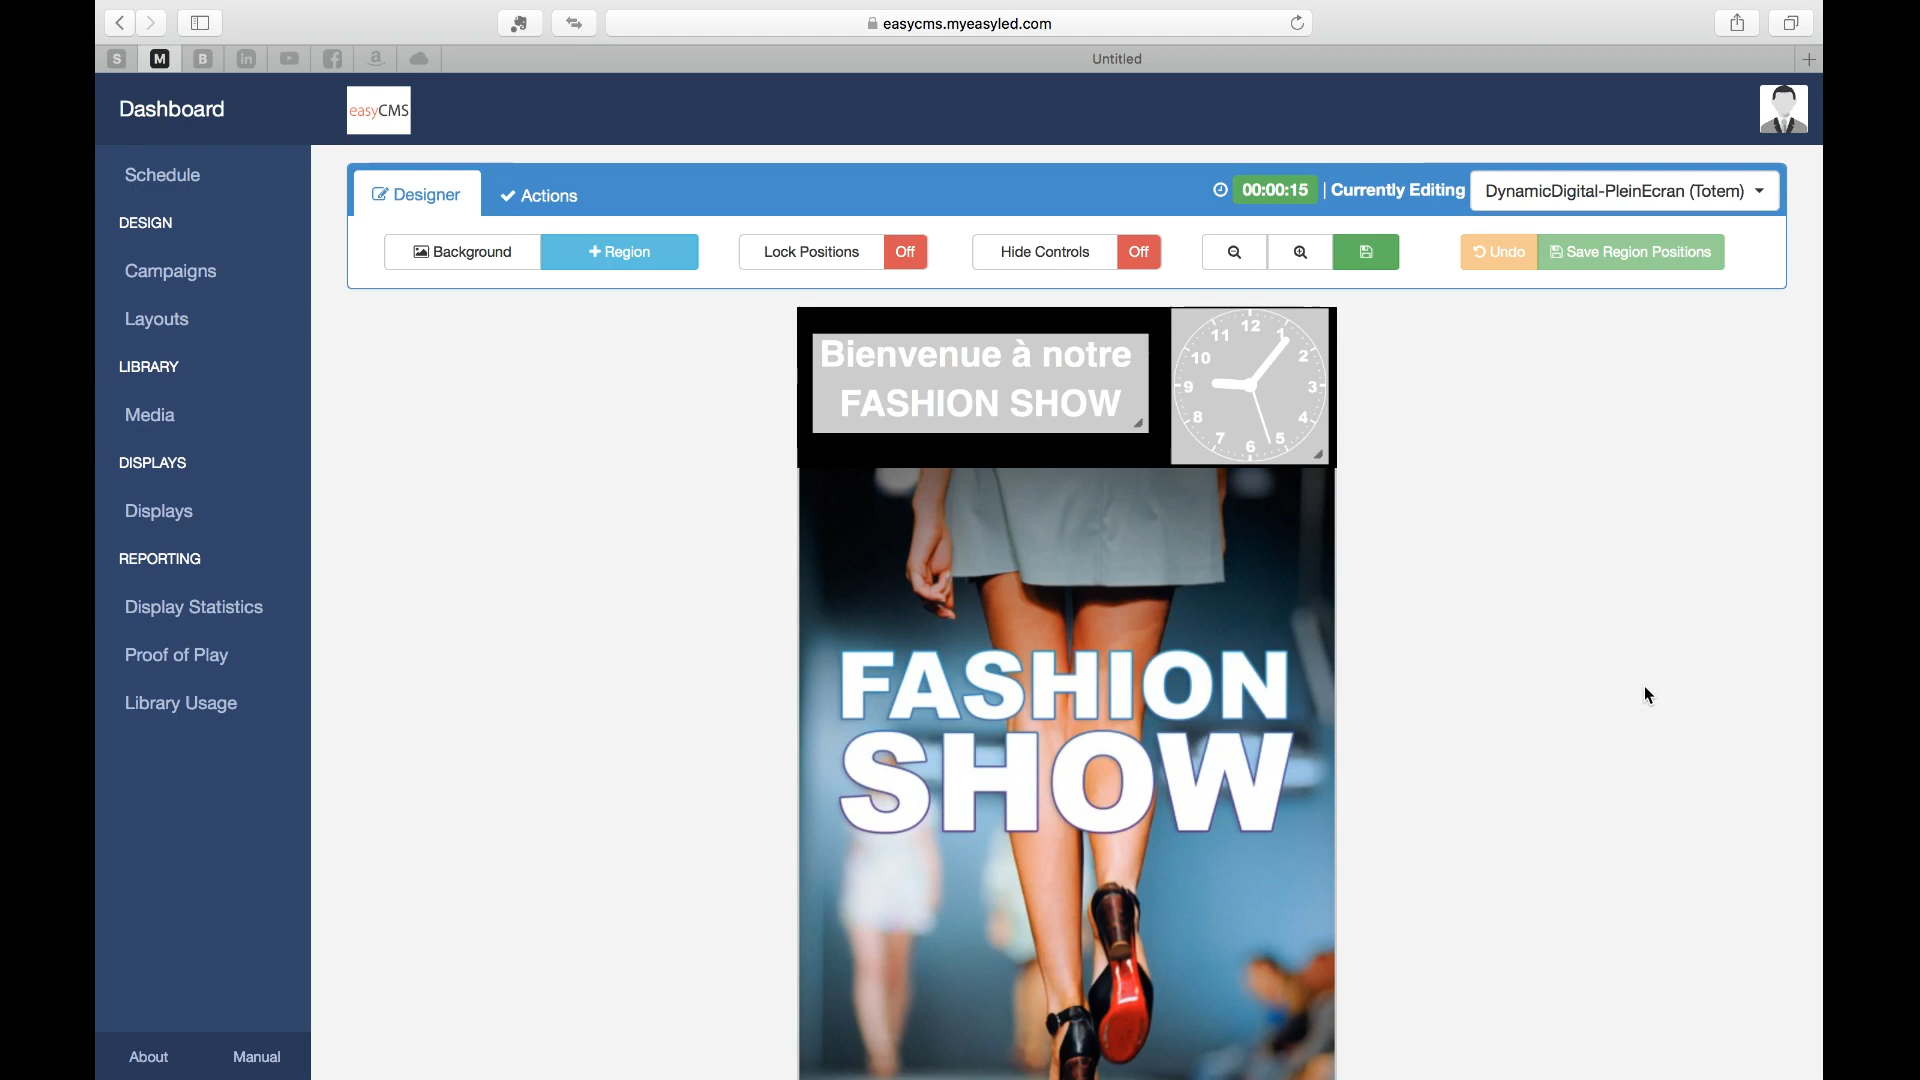 easycms.myeasyled.com
S
M
B
in
a
Untitled
Dashboard
easyCMS
Schedule
DESIGN
Campaigns
Layouts
LIBRARY
Media
DISPLAYS
Displays
REPORTING
Display Statistics
Proof of Play
Library Usage
About
Manual
Designer
Actions
00:00:15 | Currently Editing
DynamicDigital-PleinEcran (Totem)
Background
+ Region
Lock Positions
Off
Hide Controls
Off
Undo
Save Region Positions
Bienvenue à notre
FASHION SHOW
12
1
2
3
4
5
6
7
8
9
10
11
FASHION
SHOW